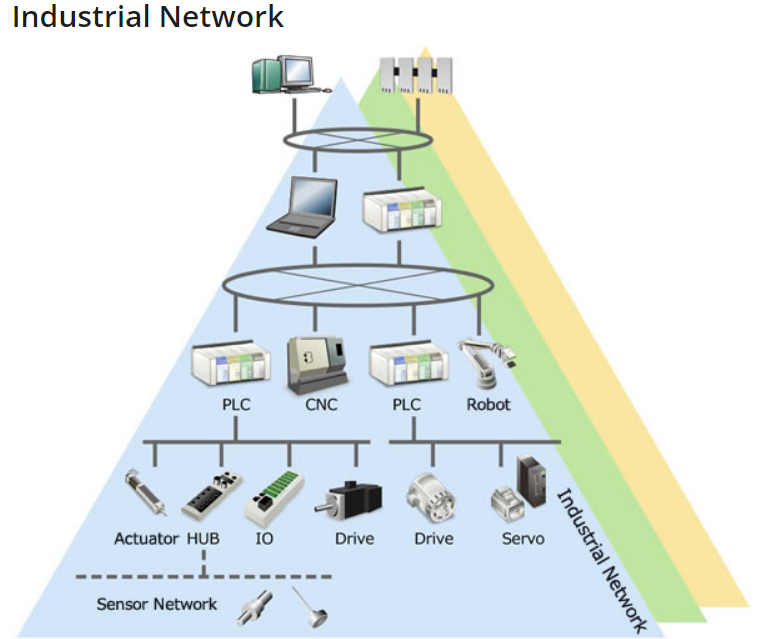 Industrial Network
PLC CNC PLC Robot
Actuator HUB IO Drive Drive Servo
Industrial Network
Sensor Network